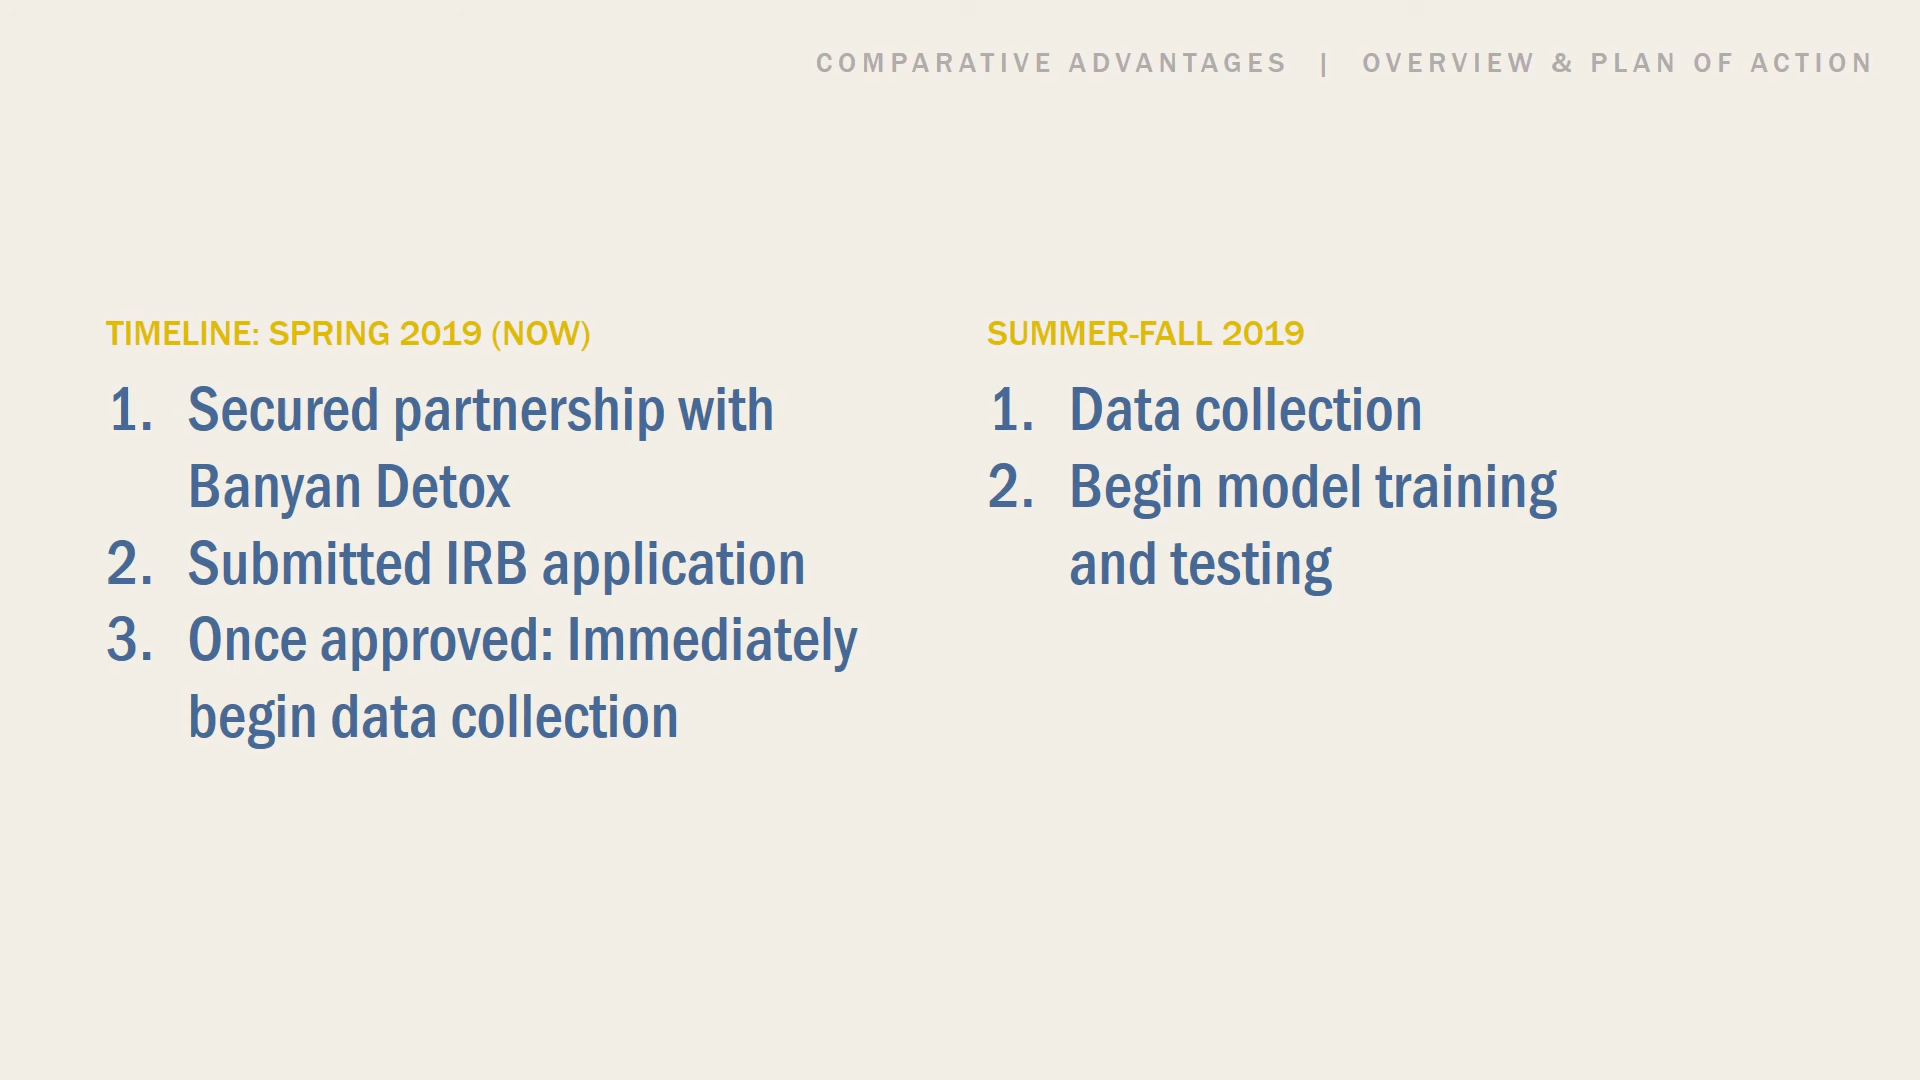 COMPARATIVE ADVANTAGES | OVERVIEW & PLAN OF ACTION
TIMELINE: SPRING 2019 (NOW)
1. Secured partnership with
Banyan Detox
2. Submitted IRB application
3. Once approved: Immediately
begin data collection
SUMMER-FALL 2019
1. Data collection
2. Begin model training
and testing